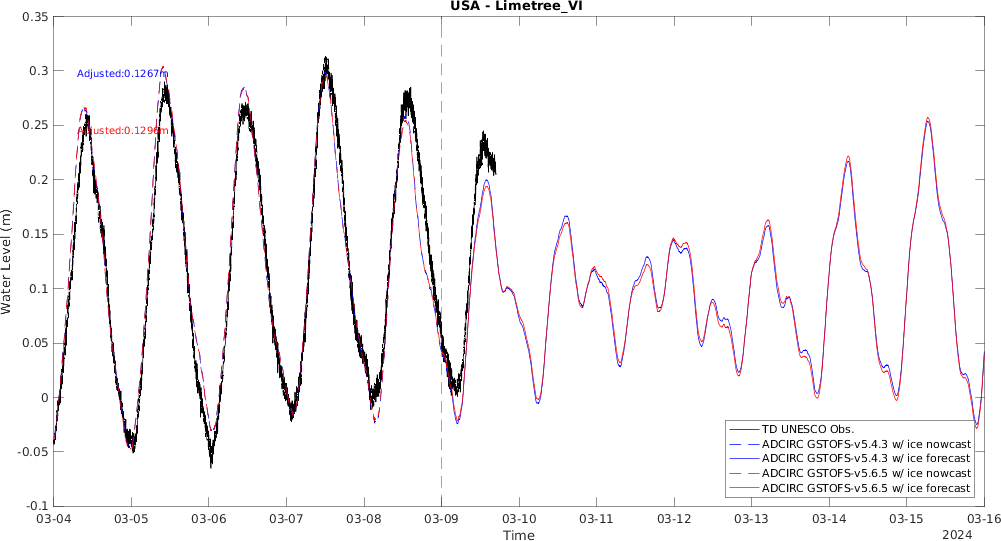 USA - Limetree_VI
0.35
0.3
0.25
0.2
0.15
0.1
0.05
0
-0.05
-0.1
Water Level (m)
Adjusted:0.1267m
Adjusted:0.1296m
TD UNESCO Obs.
ADCIRC GSTOFS-v5.4.3 w/ ice nowcast
ADCIRC GSTOFS-v5.4.3 w/ ice forecast
ADCIRC GSTOFS-v5.6.5 w/ ice nowcast
ADCIRC GSTOFS-v5.6.5 w/ ice forecast
03-04 03-05 03-06 03-07 03-08 03-09 03-10 03-11 03-12 03-13 03-14 03-15 03-16
Time
2024